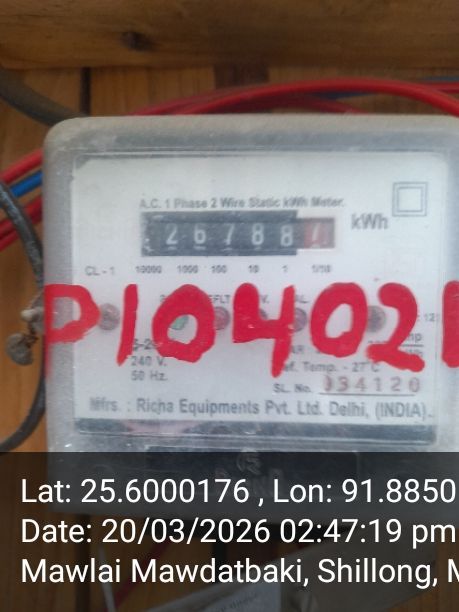 A.C. 1 Phase 2 Wire Static kWh Meter.
2 6 7 8 8
kWh
CL - 1 10000 1000 100 10 1 1/10
P104021
240 V.
50 Hz.
Temp. - 27°C
SL. No. 034120
Mfrs. : Richa Equipments Pvt. Ltd. Delhi, (INDIA).
Lat: 25.6000176 , Lon: 91.8850
Date: 20/03/2026 02:47:19 pm
Mawlai Mawdatbaki, Shillong, M